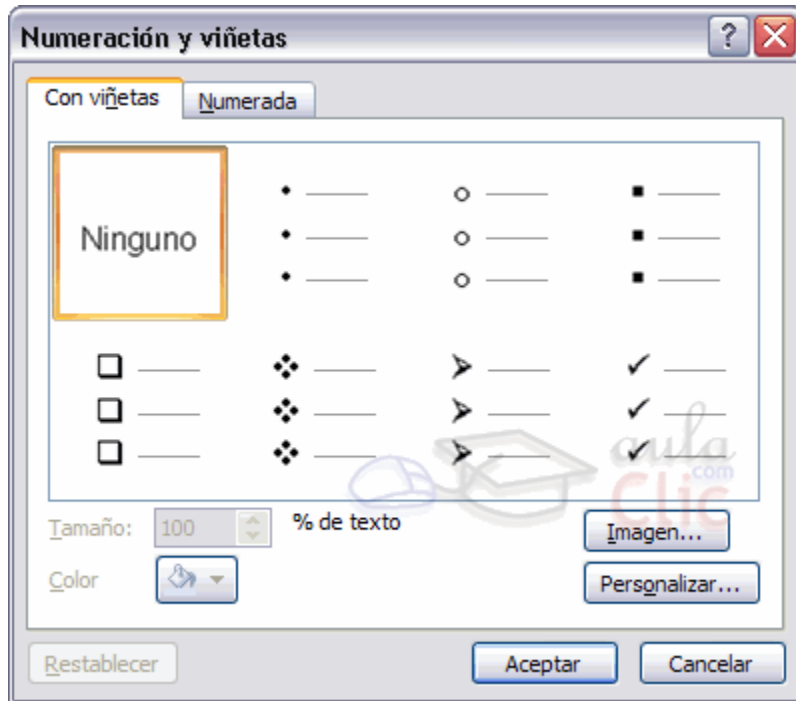 Numeración y viñetas
Con viñetas
Numerada
Ninguno
aula
.com
Clic
Tamaño: 100 % de texto
Imagen...
Color
Personalizar...
Restablecer
Aceptar
Cancelar